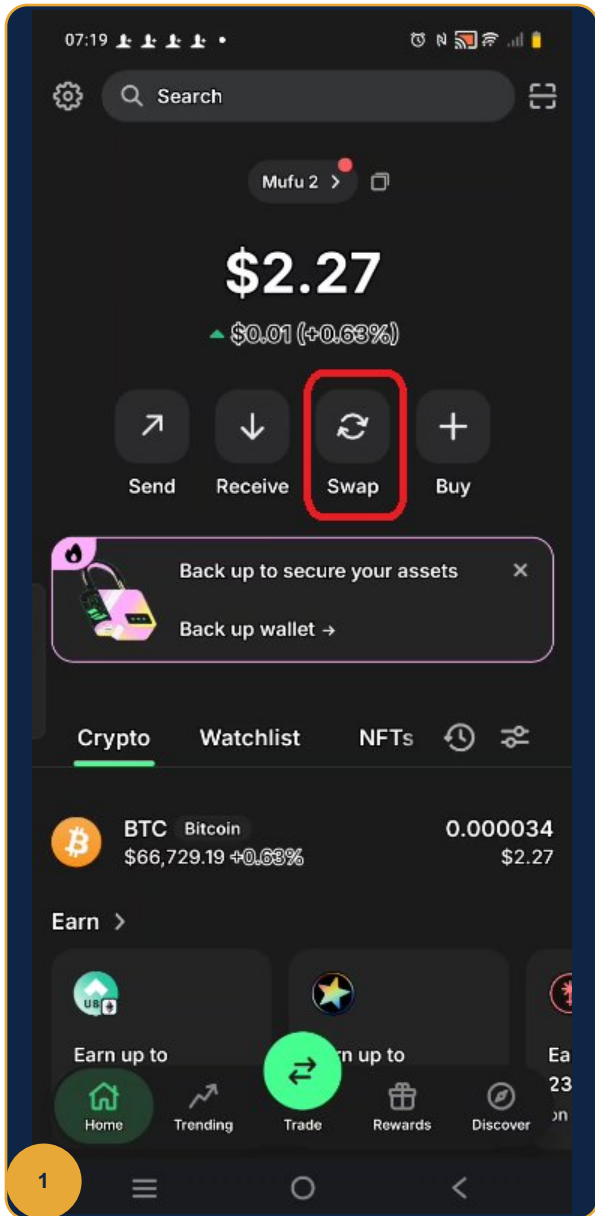 07:19
Search
Mufu 2 >
$2.27
$0.01 (+0.63%)
Send Receive Swap Buy
Back up to secure your assets
Back up wallet →
Crypto Watchlist NFTs
BTC Bitcoin 0.000034
$66,729.19 +0.63% $2.27
Earn >
Earn up to
n up to
Ea
23
on
Home Trending Trade Rewards Discover
1